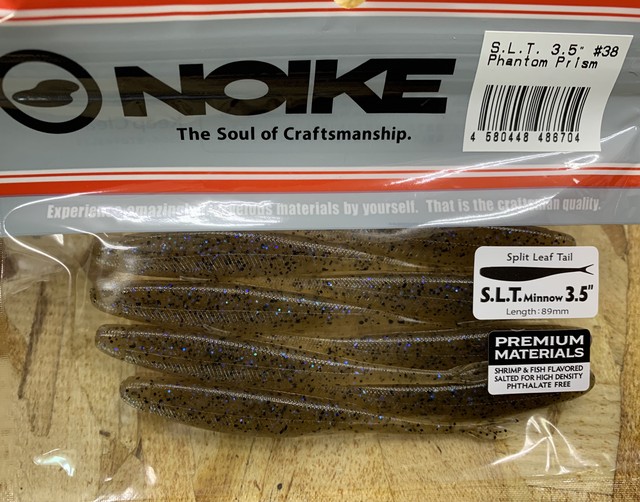 NOIKE
The Soul of Craftsmanship.
S.L.T. 3.5" #38
Phantom Prism
4 580448 486704
materials by yourself. That is the craftsman quality.
Split Leaf Tail
S.L.T. Minnow 3.5"
Length:89mm
PREMIUM
MATERIALS
SHRIMP & FISH FLAVORED
SALTED FOR HIGH DENSITY
PHTHALATE FREE